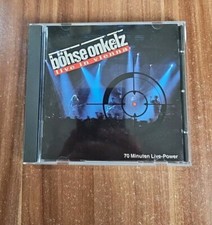 böhse onkelz
live in vienna
70 Minuten Live-Power